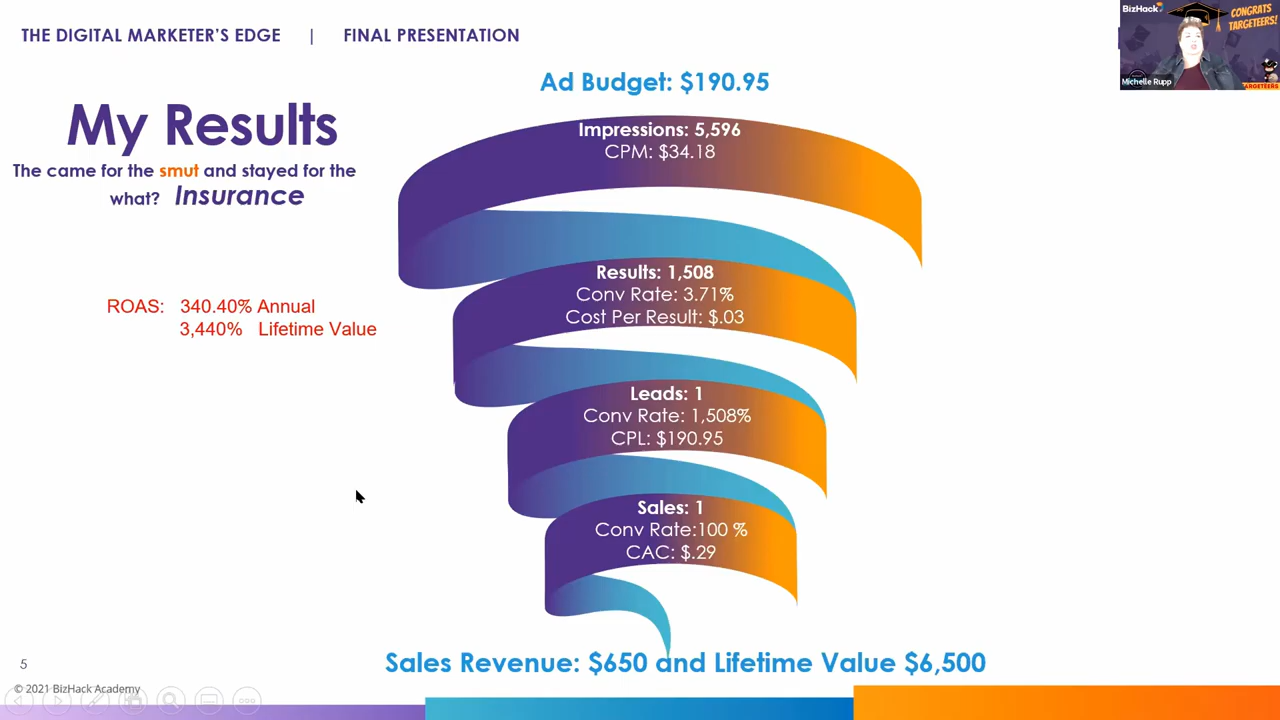 THE DIGITAL MARKETER'S EDGE | FINAL PRESENTATION
BizHack
CONGRATS
TARGETEERS!
Michelle Rupp
TARGETEERS
Ad Budget: $190.95
My Results
The came for the smut and stayed for the
what? Insurance
Impressions: 5,596
CPM: $34.18
ROAS: 340.40% Annual
3,440% Lifetime Value
Results: 1,508
Conv Rate: 3.71%
Cost Per Result: $.03
Leads: 1
Conv Rate: 1,508%
CPL: $190.95
Sales: 1
Conv Rate:100 %
CAC: $.29
Sales Revenue: $650 and Lifetime Value $6,500
5
© 2021 BizHack Academy